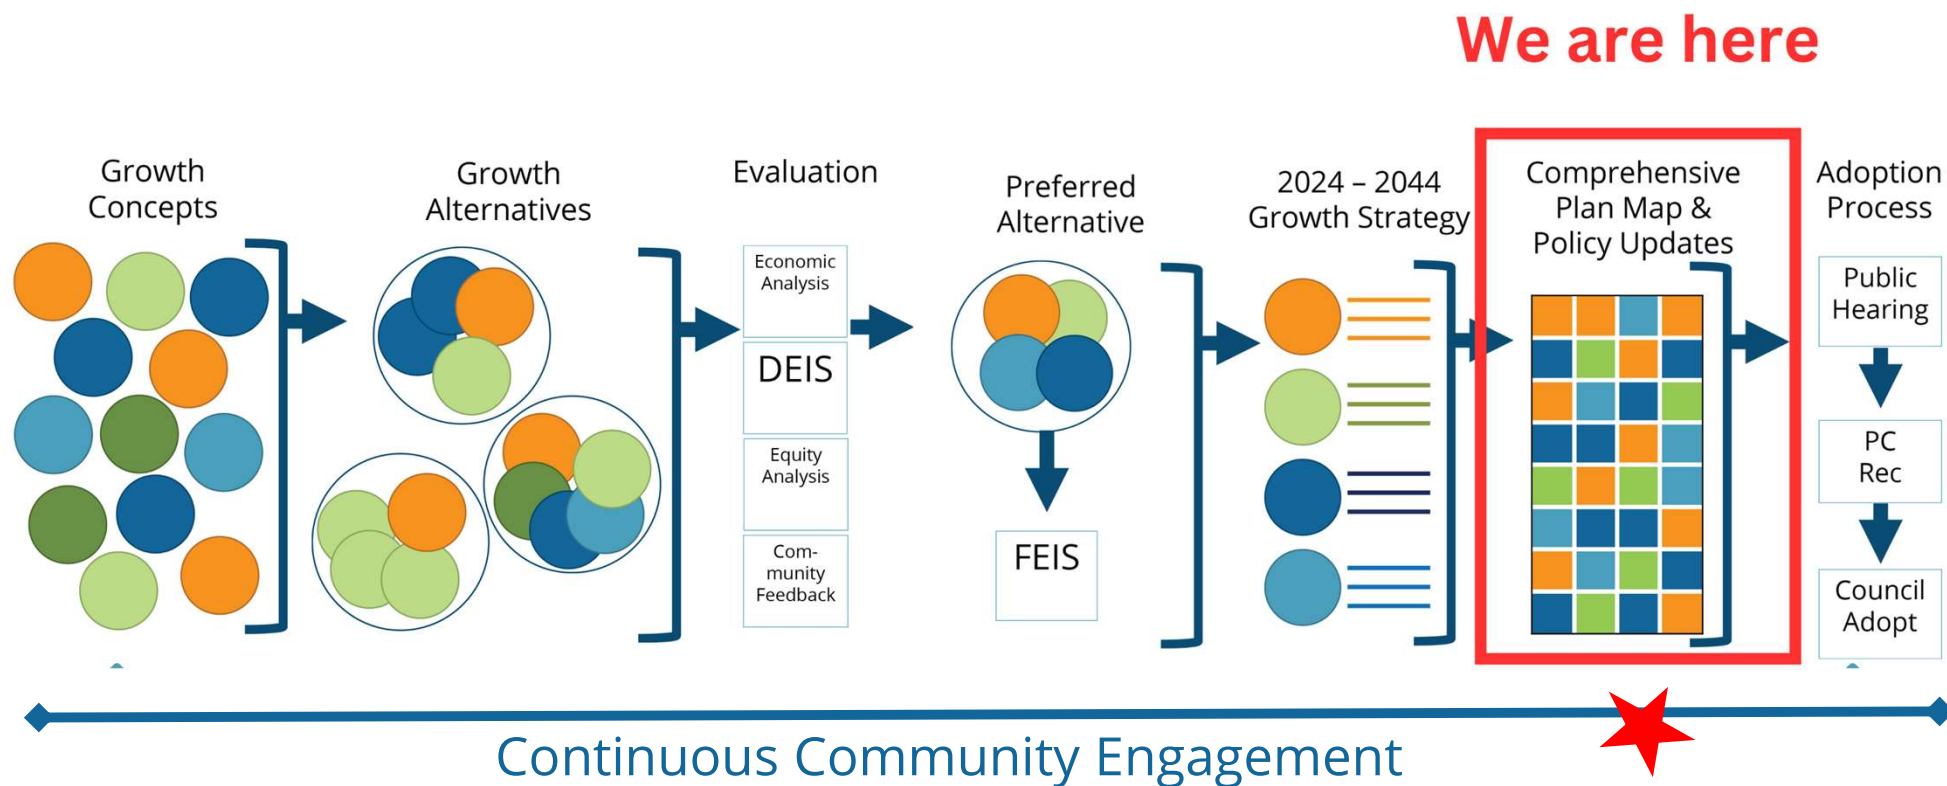 We are here
Growth
Concepts
Growth
Alternatives
Evaluation
Economic
Analysis
DEIS
Equity
Analysis
Com-
munity
Feedback
Preferred
Alternative
FEIS
2024 – 2044
Growth Strategy
Comprehensive
Plan Map &
Policy Updates
Adoption
Process
Public
Hearing
PC
Rec
Council
Adopt
Continuous Community Engagement